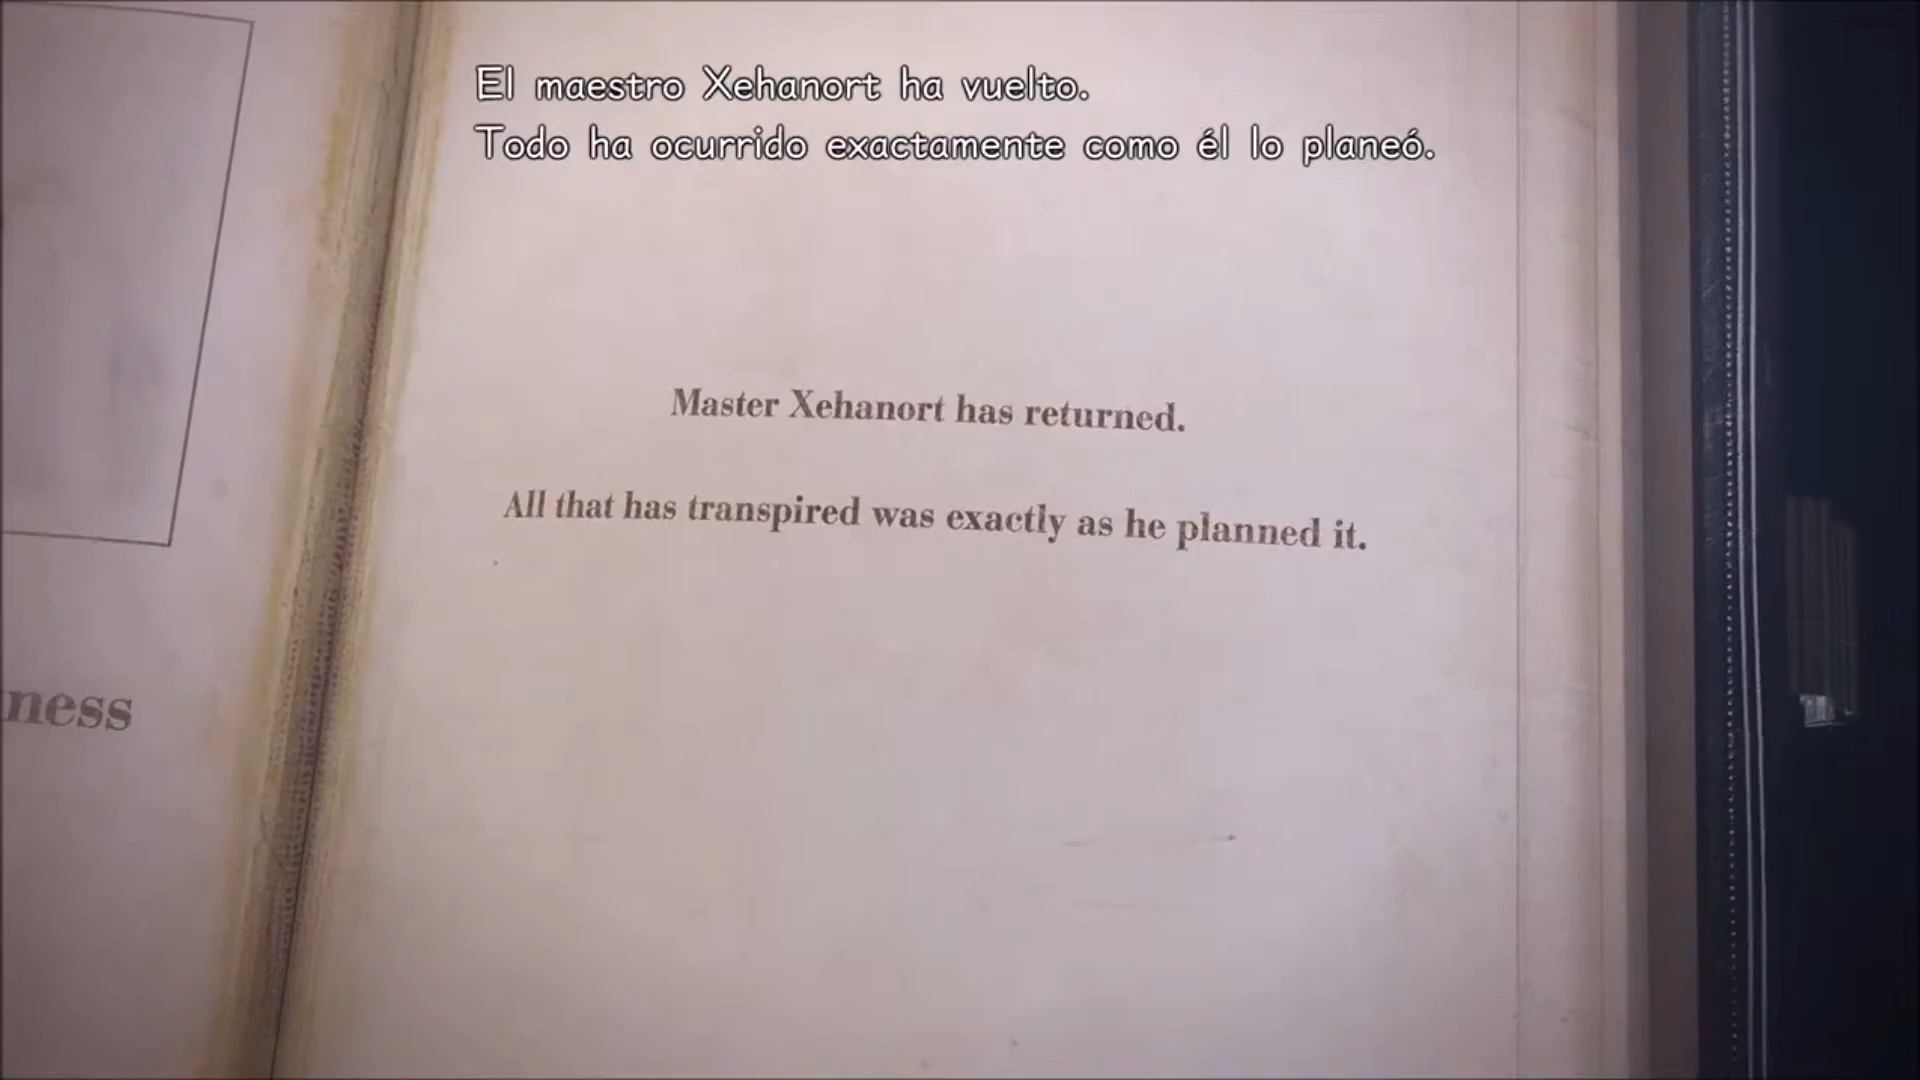 El maestro Xehanort ha vuelto.
Todo ha ocurrido exactamente como él lo planeó.
Master Xehanort has returned.
All that has transpired was exactly as he planned it.
ness